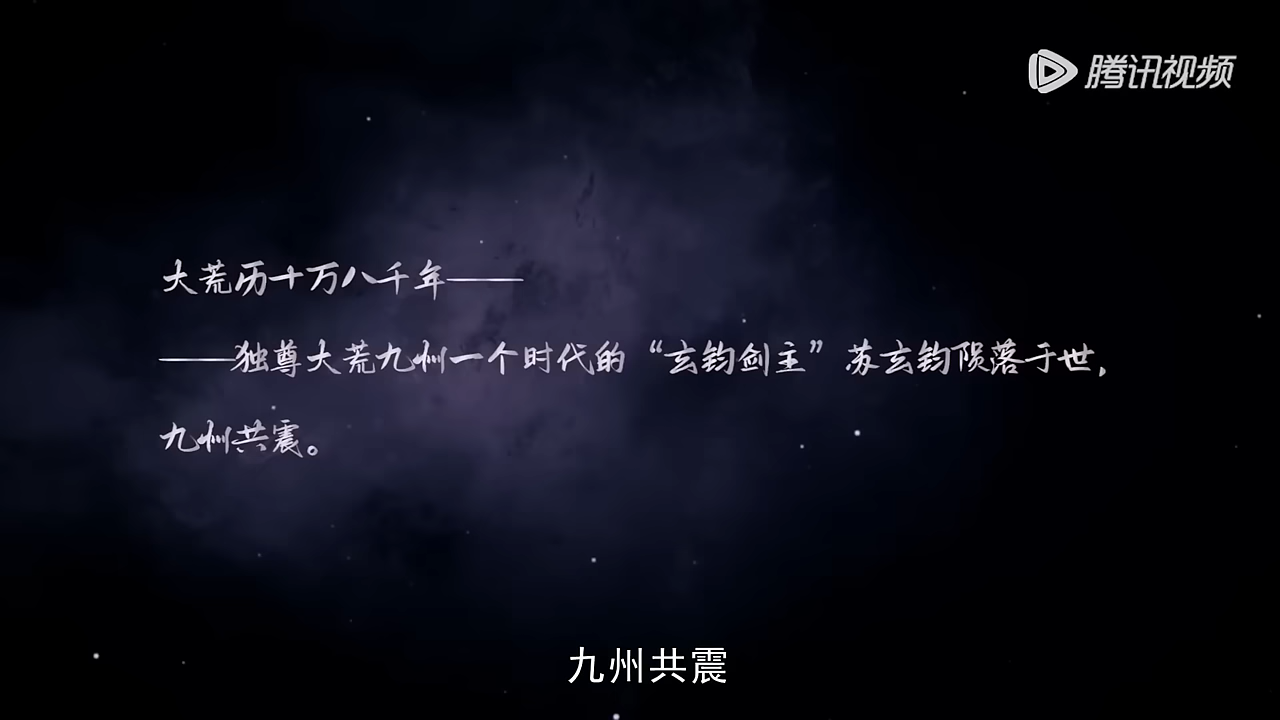 腾讯视频
大荒历十万八千年——
——独尊大荒九州一个时代的“玄钧剑主”苏玄钧陨落于世，
九州共震。
九州共震